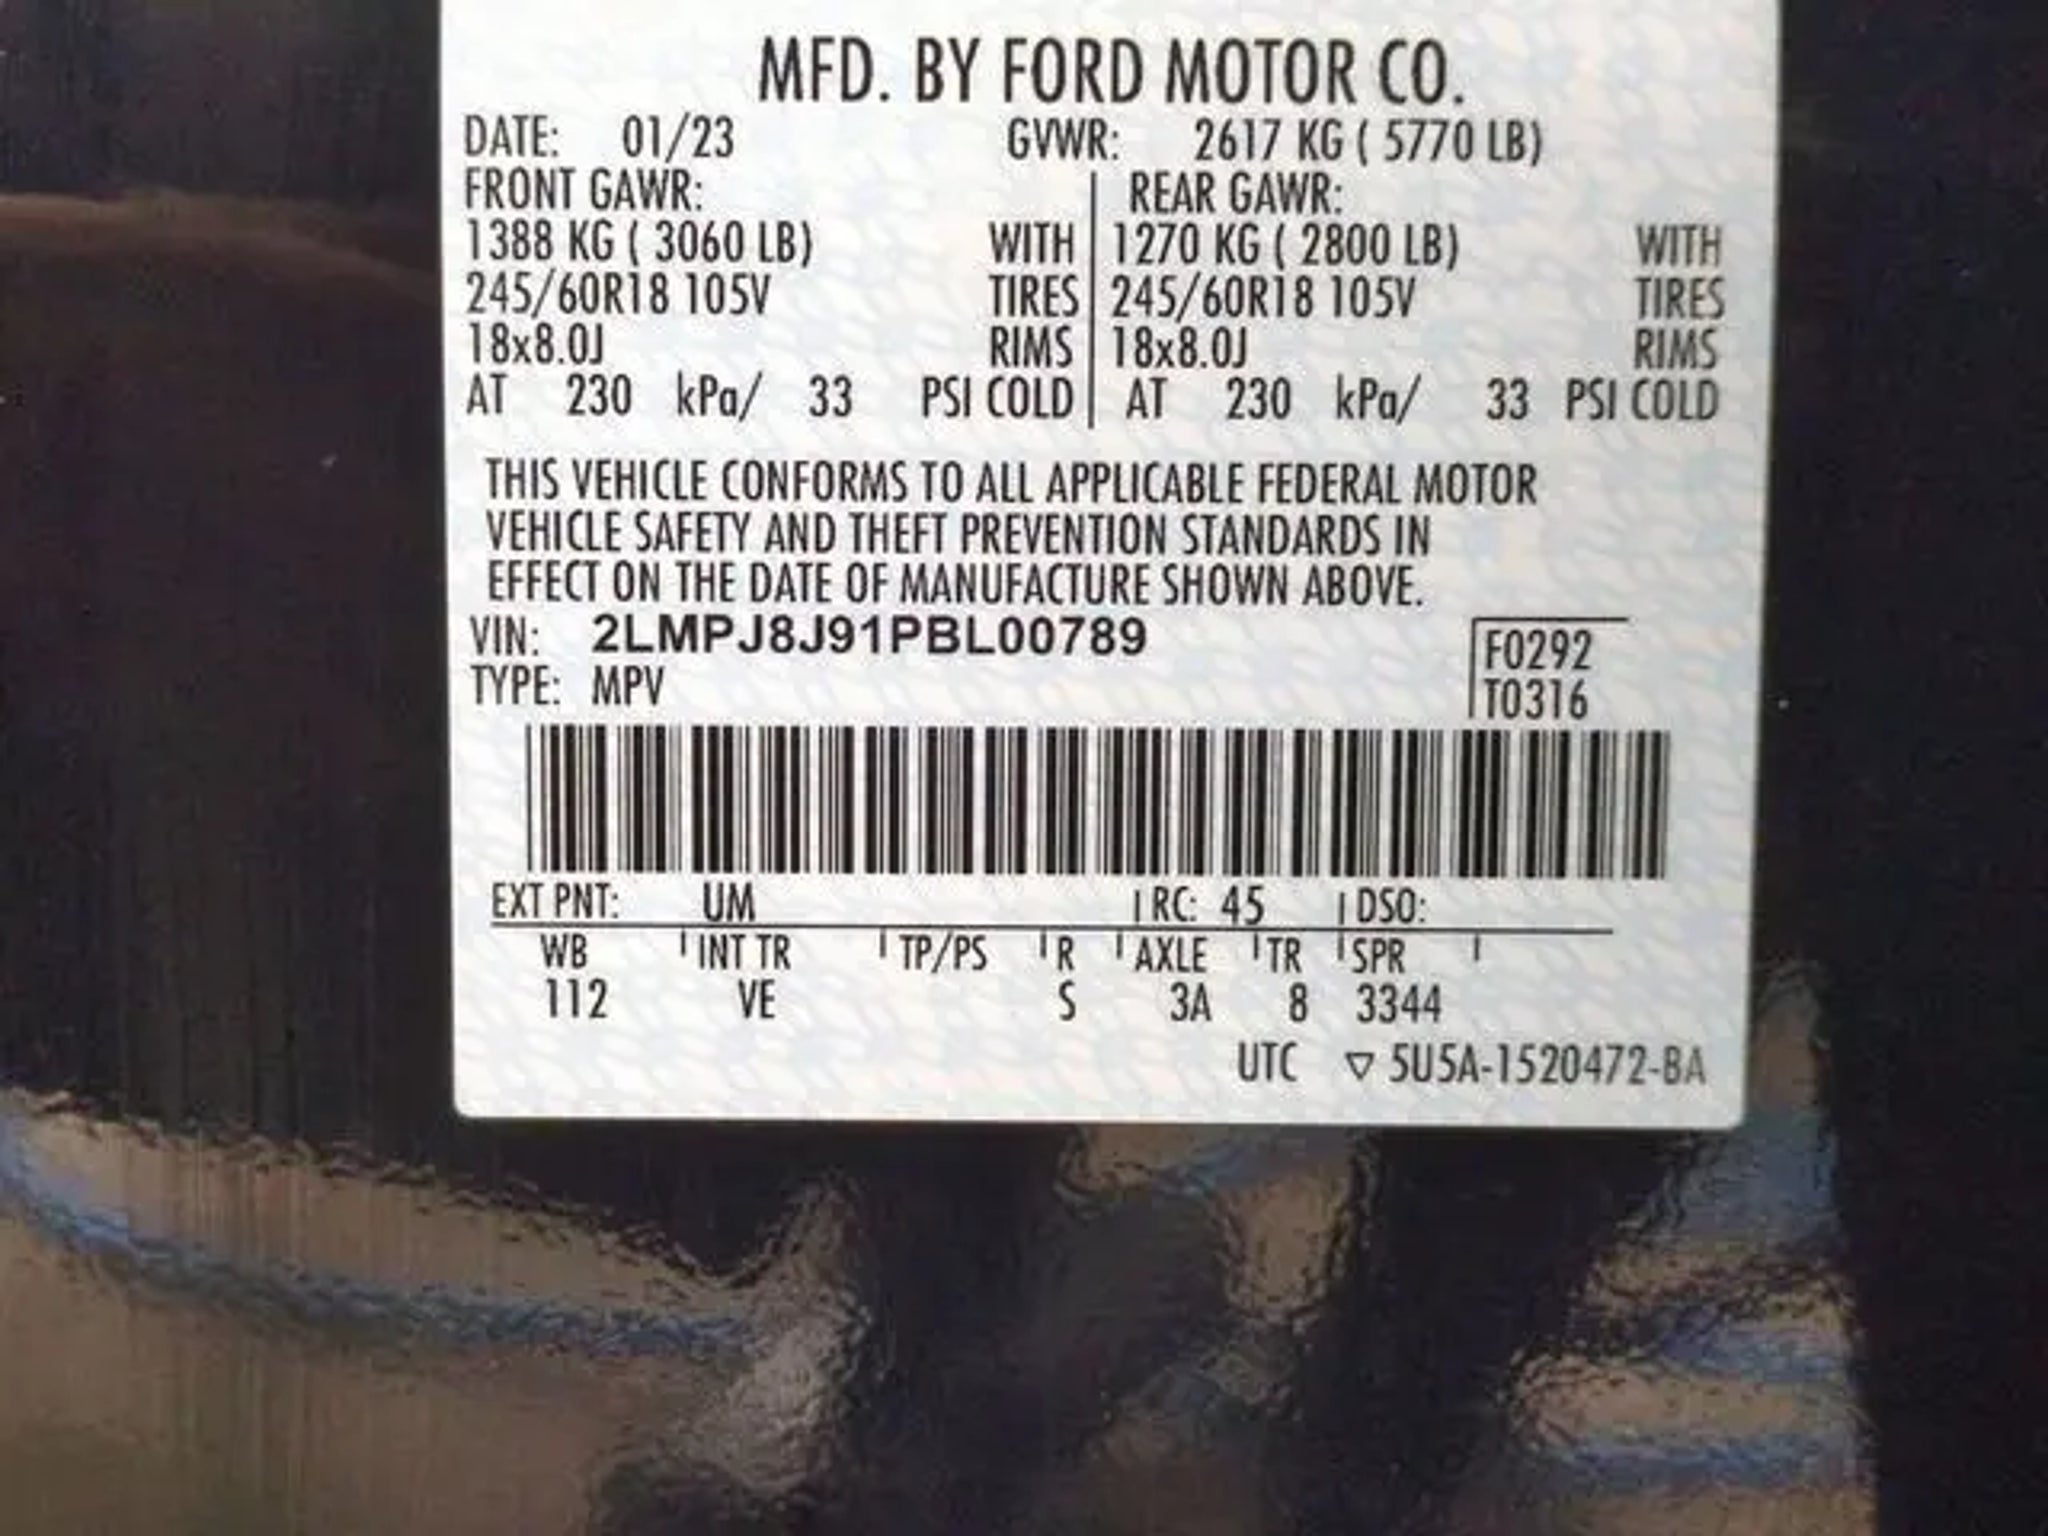 MFD. BY FORD MOTOR CO.
DATE: 01/23 GVWR: 2617 KG ( 5770 LB)
FRONT GAWR: REAR GAWR:
1388 KG ( 3060 LB) WITH 1270 KG ( 2800 LB) WITH
245/60R18 105V TIRES 245/60R18 105V TIRES
18x8.0J RIMS 18x8.0J RIMS
AT 230 kPa/ 33 PSI COLD AT 230 kPa/ 33 PSI COLD
THIS VEHICLE CONFORMS TO ALL APPLICABLE FEDERAL MOTOR
VEHICLE SAFETY AND THEFT PREVENTION STANDARDS IN
EFFECT ON THE DATE OF MANUFACTURE SHOWN ABOVE.
VIN: 2LMPJ8J91PBL00789 F0292
TYPE: MPV T0316
EXT PNT: UM RC: 45 DSO:
WB INT TR TP/PS R AXLE TR SPR
112 VE S 3A 8 3344
UTC ▽ 5U5A-1520472-BA